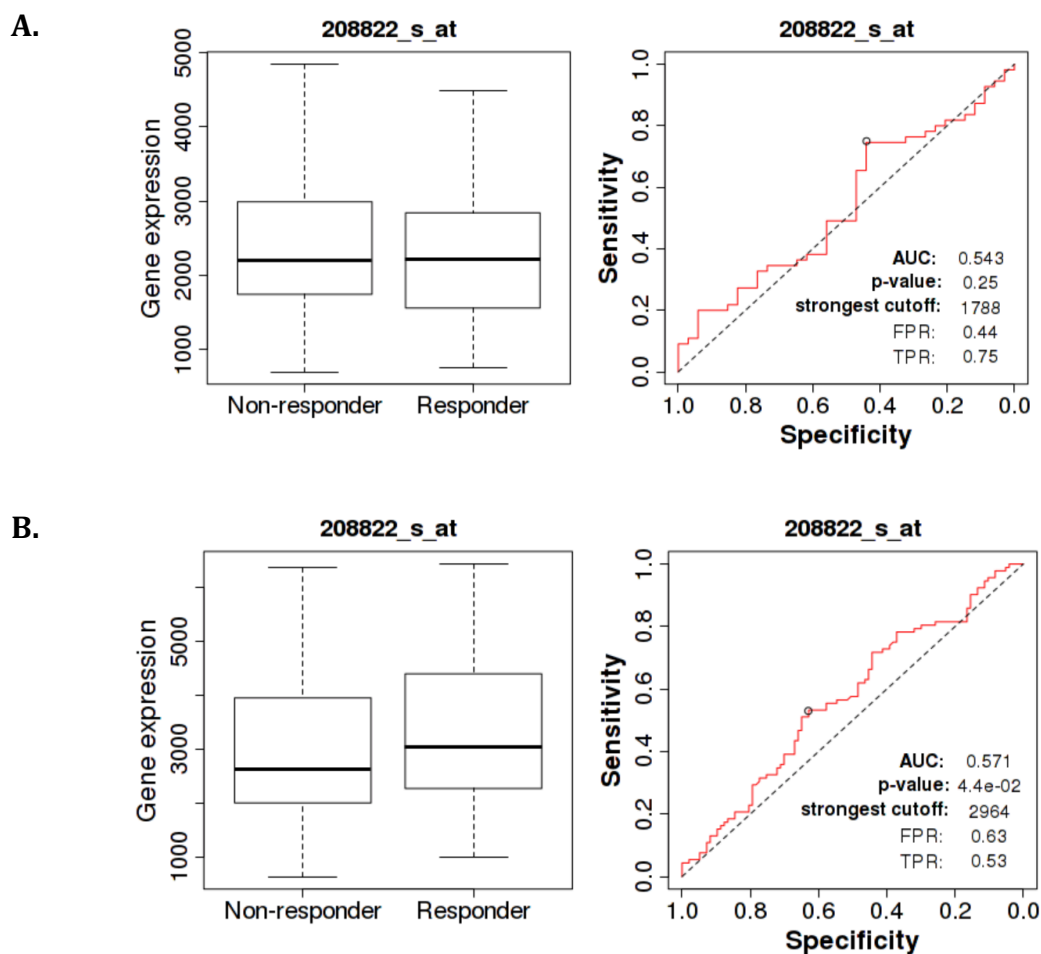 A.
208822_s_at
208822_s_at
Gene expression
5000
4000
3000
2000
1000
Non-responder
Responder
Sensitivity
1.0
0.8
0.6
0.4
0.2
0.0
AUC: 0.543
p-value: 0.25
strongest cutoff: 1788
FPR: 0.44
TPR: 0.75
1.0 0.8 0.6 0.4 0.2 0.0
Specificity
B.
208822_s_at
208822_s_at
Gene expression
5000
3000
1000
Non-responder
Responder
Sensitivity
1.0
0.8
0.6
0.4
0.2
0.0
AUC: 0.571
p-value: 4.4e-02
strongest cutoff: 2964
FPR: 0.63
TPR: 0.53
1.0 0.8 0.6 0.4 0.2 0.0
Specificity